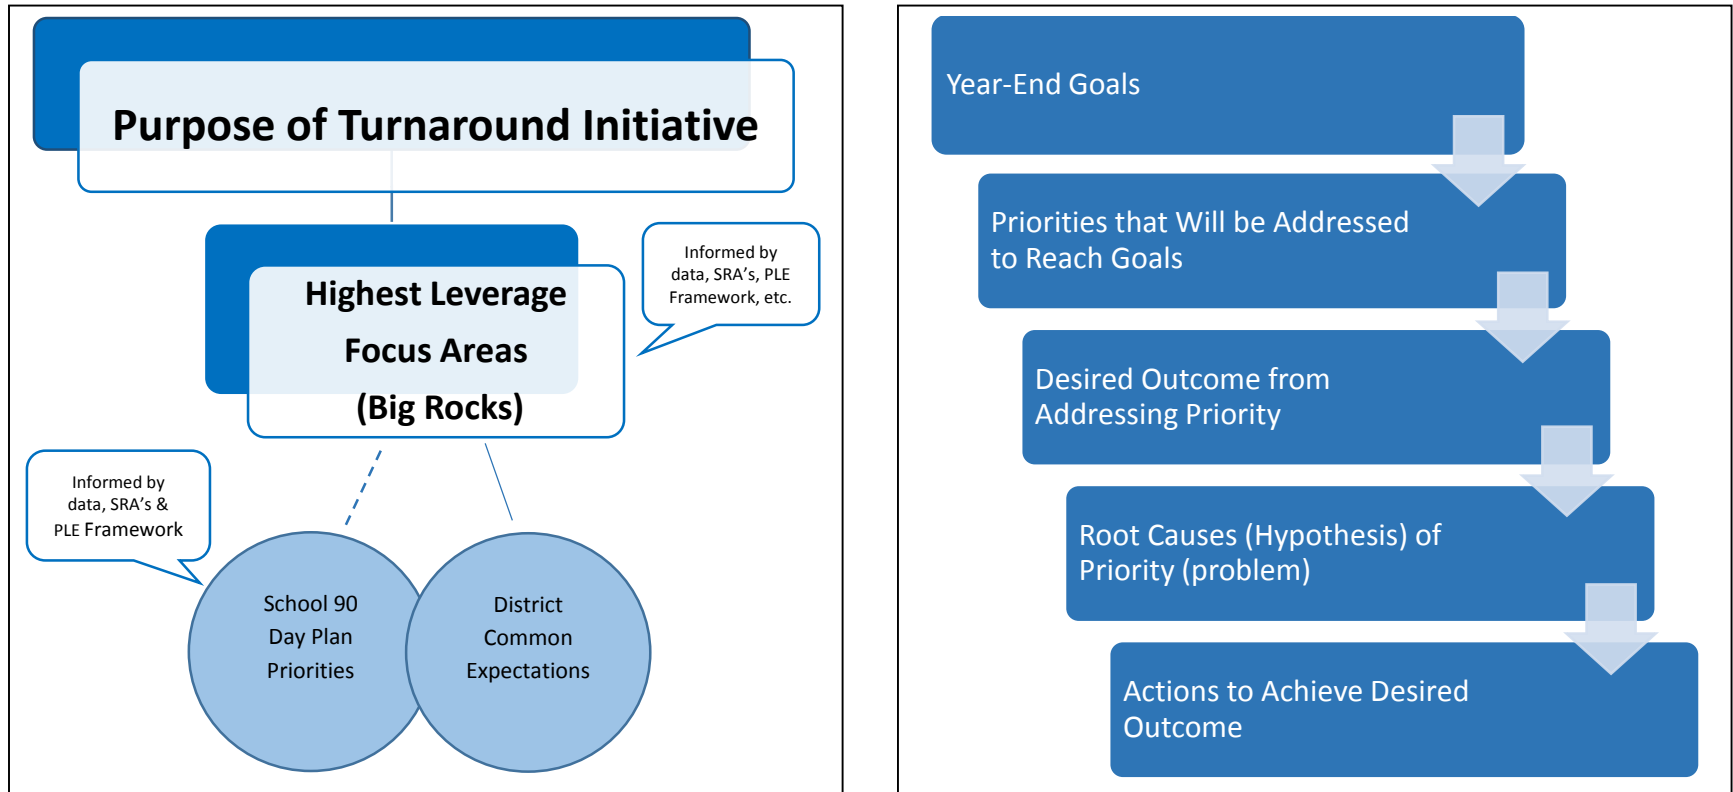 Purpose of Turnaround Initiative
Highest Leverage
Focus Areas
(Big Rocks)
Informed by
data, SRA’s, PLE
Framework, etc.
Informed by
data, SRA’s &
PLE Framework
School 90
Day Plan
Priorities
District
Common
Expectations
Year-End Goals
Priorities that Will be Addressed
to Reach Goals
Desired Outcome from
Addressing Priority
Root Causes (Hypothesis) of
Priority (problem)
Actions to Achieve Desired
Outcome